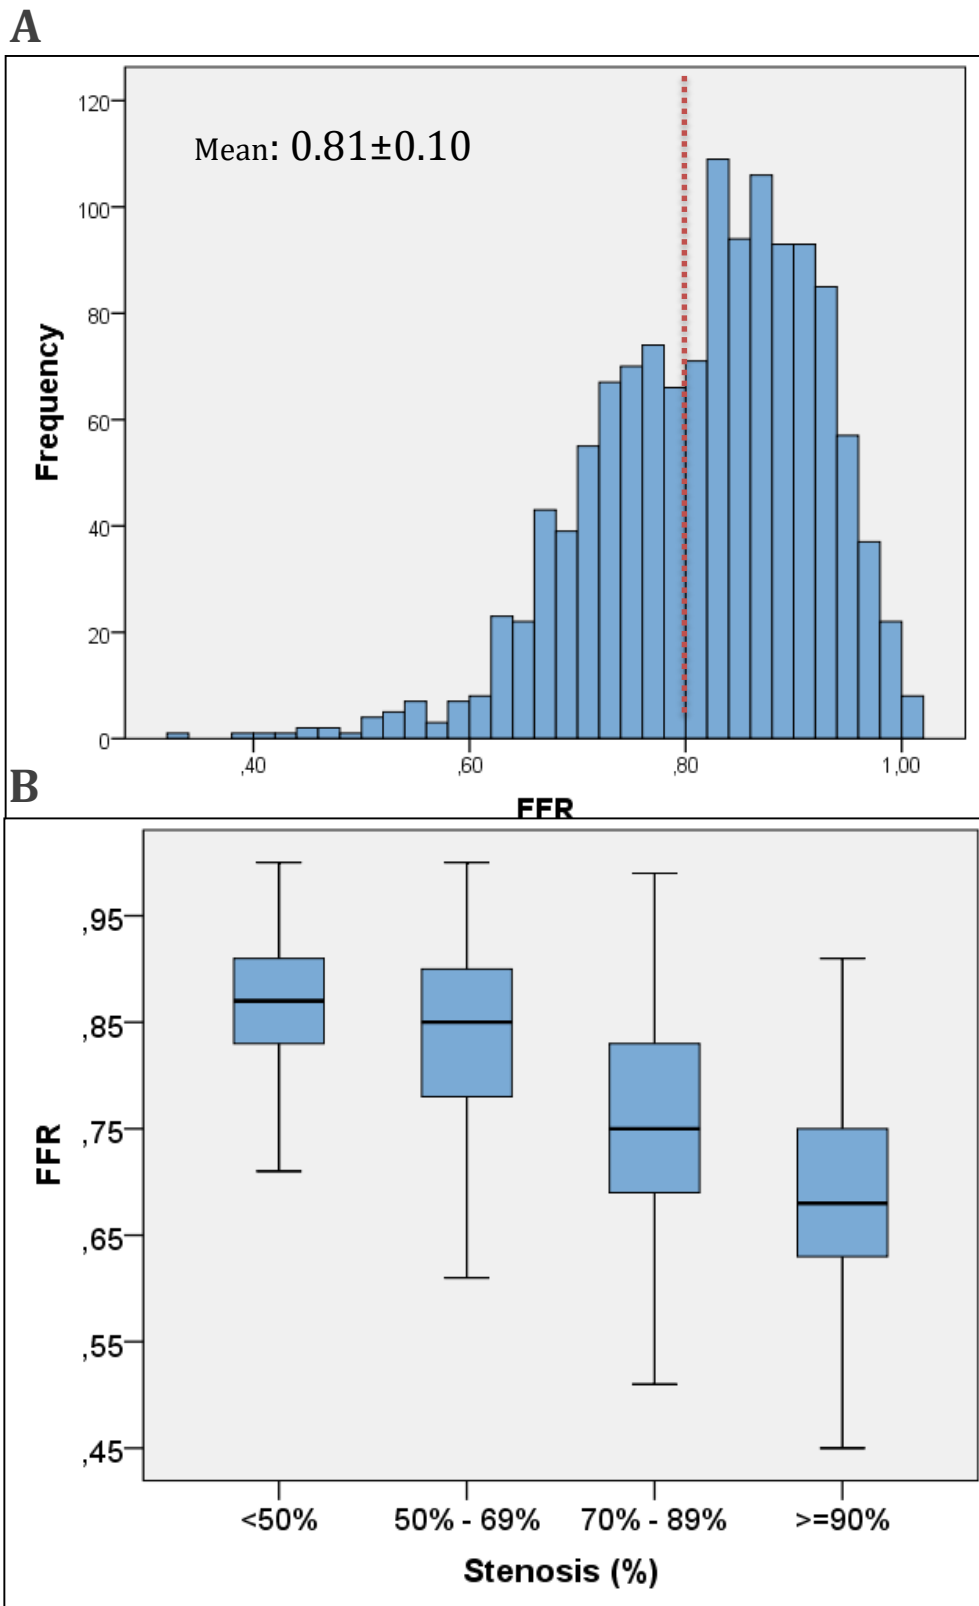 A
Mean: 0.81±0.10
120
100
80
60
40
20
0
Frequency
,40 ,60 ,80 1,00
FFR
B
,95
,85
,75
,65
,55
,45
FFR
<50% 50% - 69% 70% - 89% >=90%
Stenosis (%)